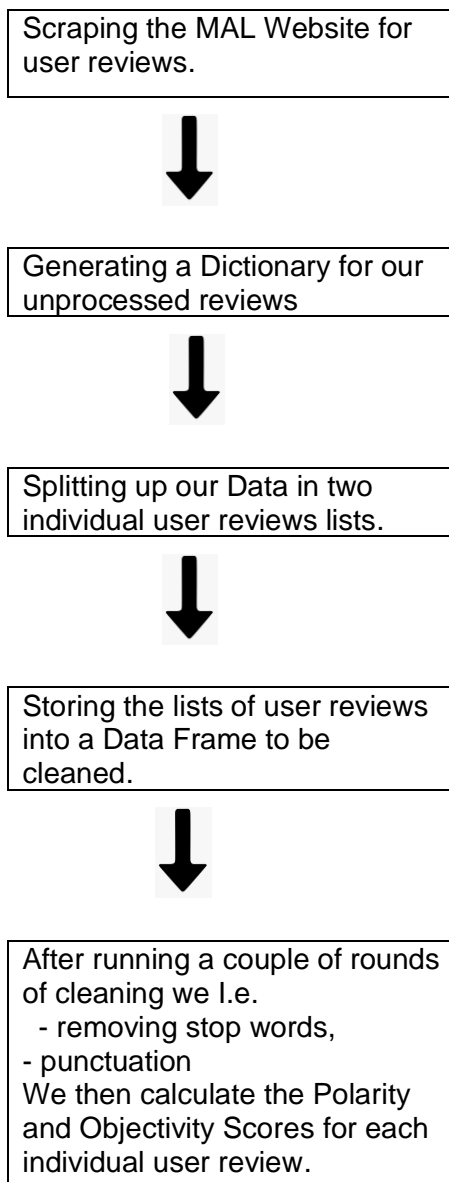 Scraping the MAL Website for
user reviews.
Generating a Dictionary for our
unprocessed reviews
Splitting up our Data in two
individual user reviews lists.
Storing the lists of user reviews
into a Data Frame to be
cleaned.
After running a couple of rounds
of cleaning we I.e.
- removing stop words,
- punctuation
We then calculate the Polarity
and Objectivity Scores for each
individual user review.